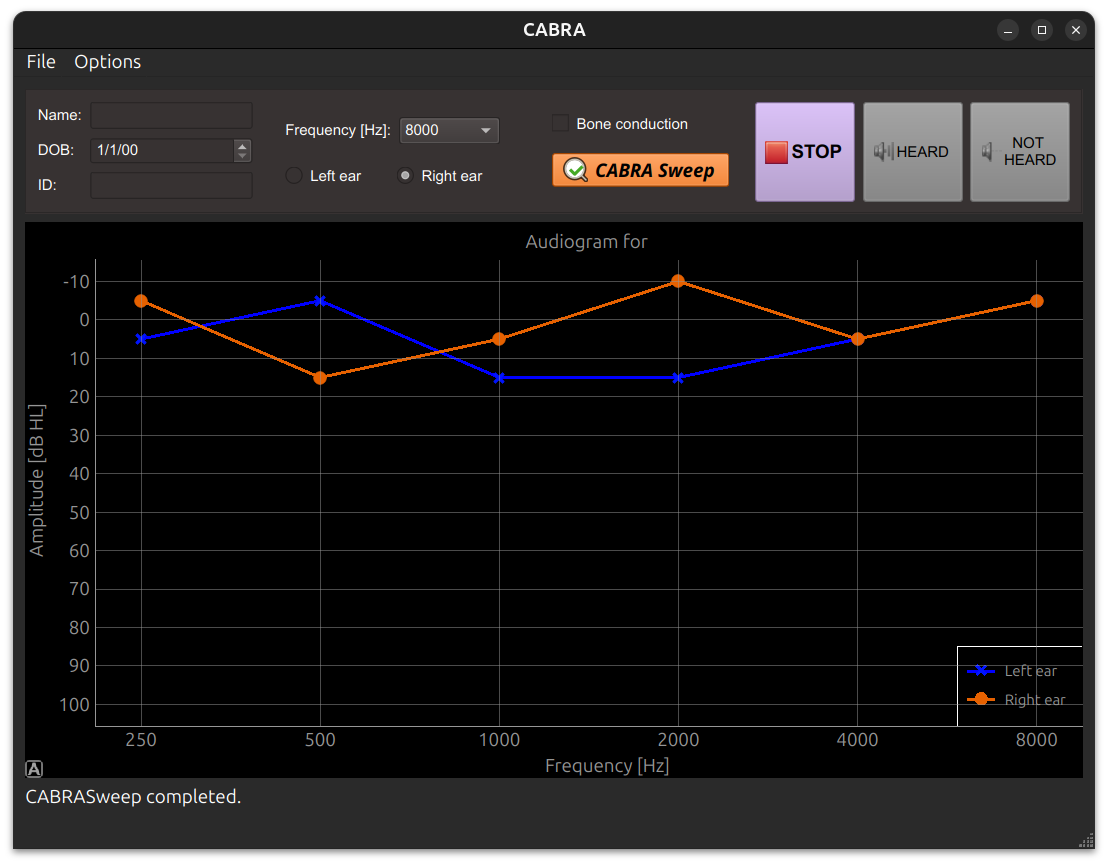 CABRA
File Options
Name:
DOB: 1/1/00
ID:
Frequency [Hz]: 8000
Left ear Right ear
Bone conduction
CABRA Sweep
STOP
HEARD
NOT
HEARD
Audiogram for
Amplitude [dB HL]
-10
0
10
20
30
40
50
60
70
80
90
100
Left ear
Right ear
250 500 1000 2000 4000 8000
Frequency [Hz]
A
CABRASweep completed.